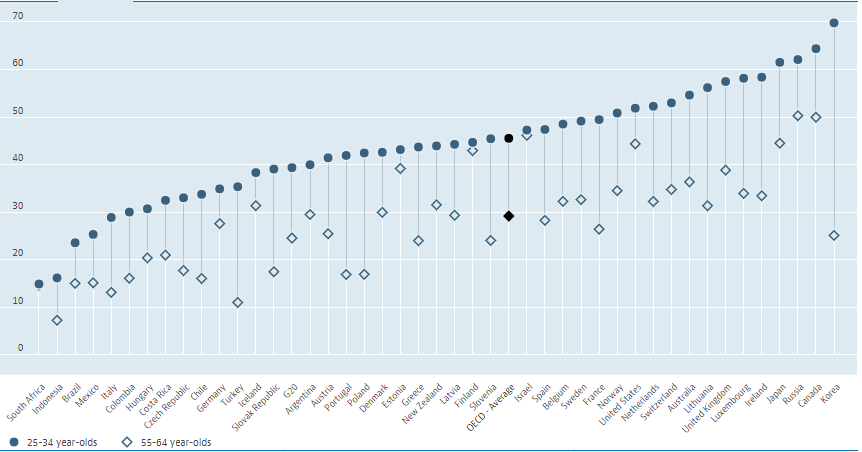 70
60
50
40
30
20
10
0
South Africa
Indonesia
Brazil
Mexico
Italy
Colombia
Hungary
Costa Rica
Czech Republic
Chile
Germany
Turkey
Iceland
Slovak Republic
G20
Argentina
Austria
Portugal
Poland
Denmark
Estonia
Greece
New Zealand
Latvia
Finland
Slovenia
OECD - Average
Israel
Spain
Belgium
Sweden
France
Norway
United States
Netherlands
Switzerland
Australia
Lithuania
United Kingdom
Luxembourg
Ireland
Japan
Russia
Canada
Korea
25-34 year-olds
55-64 year-olds